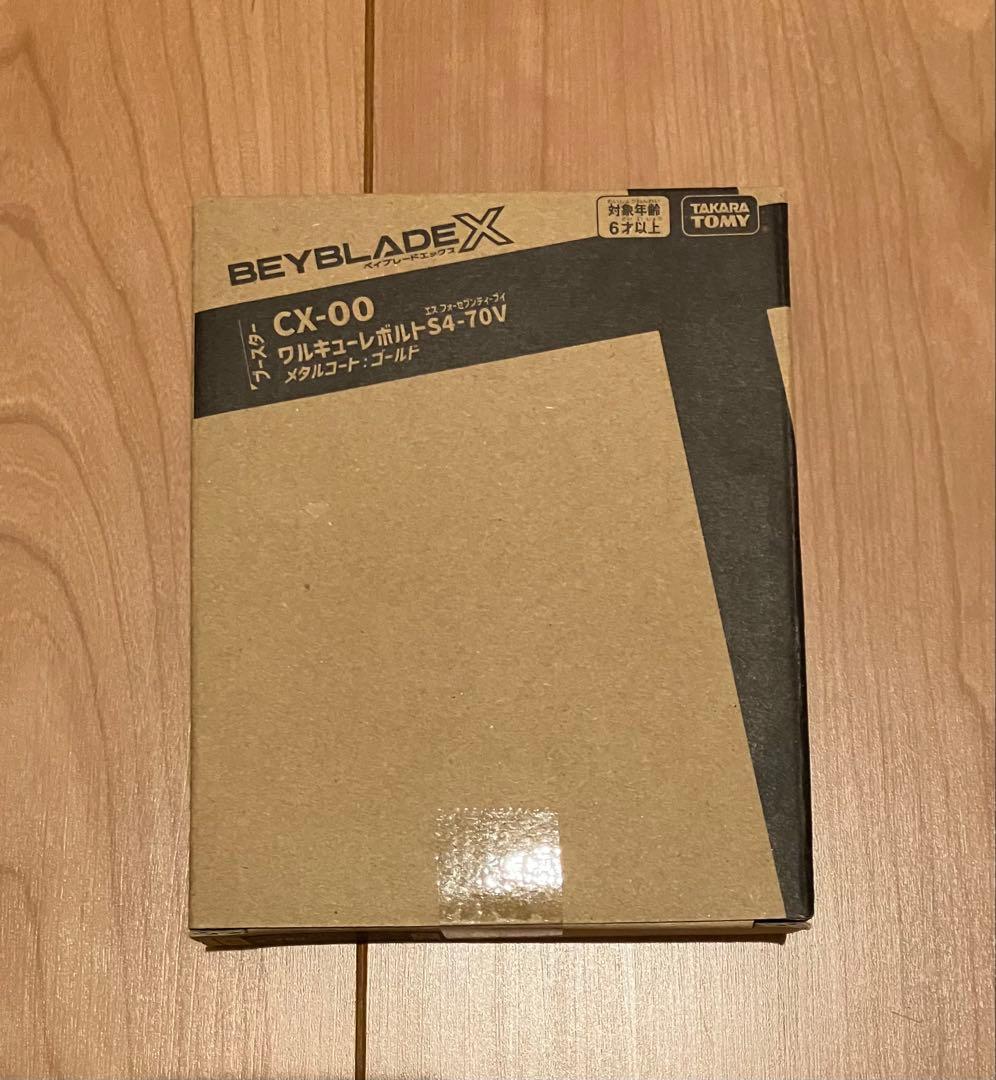 対象年齢
6才以上
TAKARA
TOMY
BEYBLADE X
ベイブレードエックス
ブースター
CX-00
エス フォーセブンティーブイ
ワルキューレボルトS4-70V
メタルコート:ゴールド